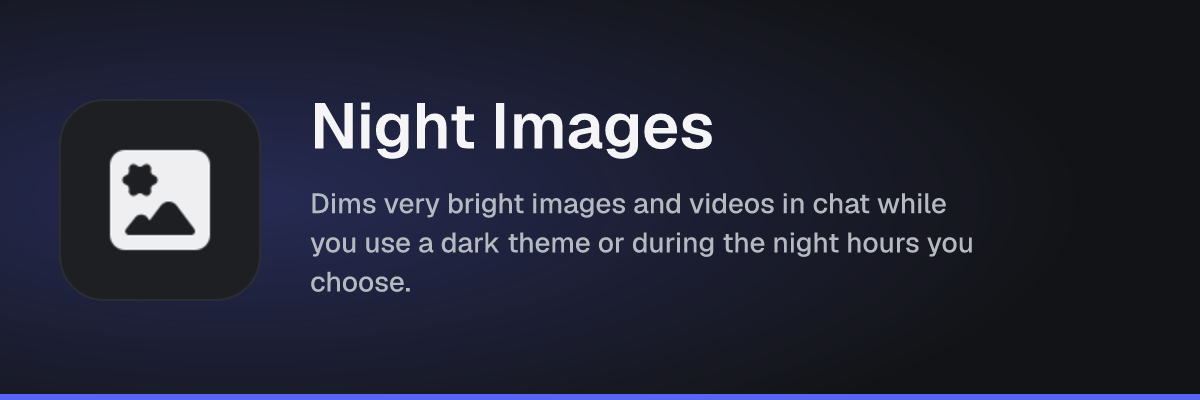 Night Images
Dims very bright images and videos in chat while
you use a dark theme or during the night hours you
choose.